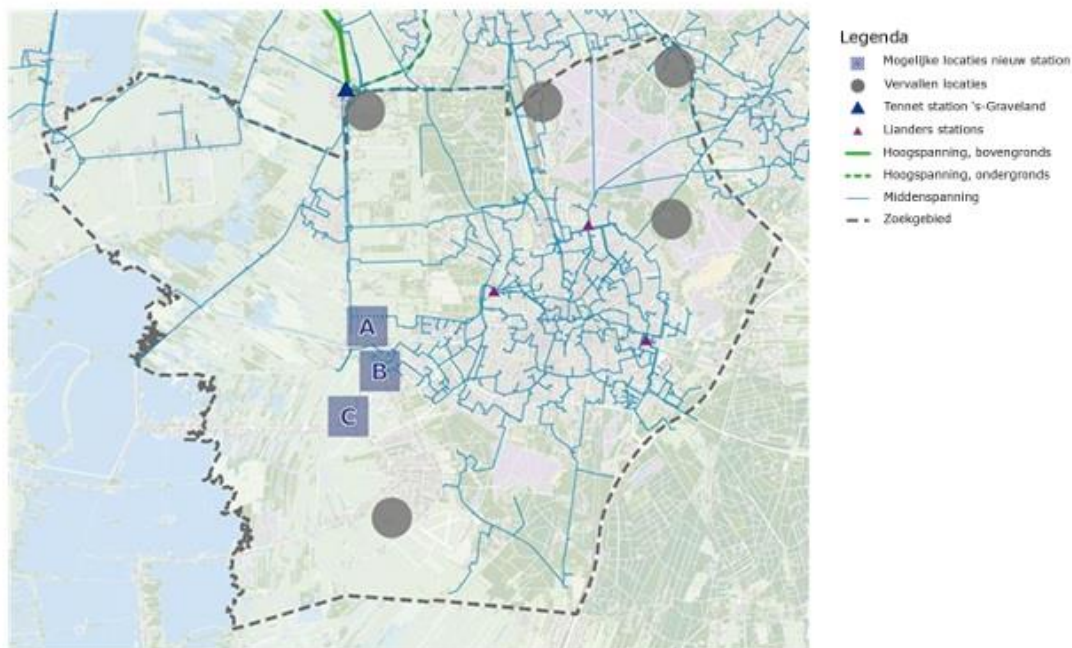 Legenda
Mogelijke locaties nieuw station
Vervallen locaties
Tennet station 's-Graveland
Lianders stations
Hoogspanning, bovengronds
Hoogspanning, ondergronds
Middenspanning
Zoekgebied
A
B
C